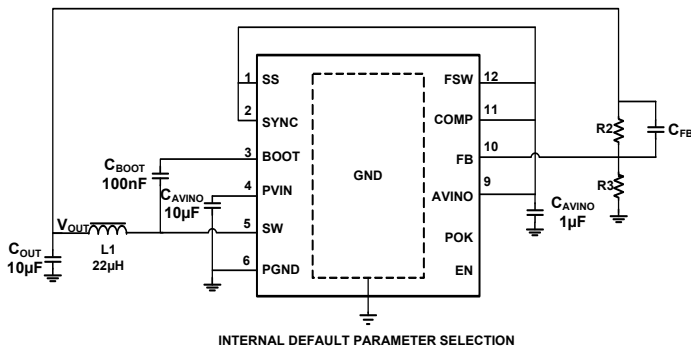 1 SS FSW 12
2 SYNC COMP 11
3 BOOT FB 10
4 PVIN AVINO 9
5 SW POK
6 PGND EN
GND
CBOOT
100nF
CAVINO
10µF
VOUT
L1
22µH
COUT
10µF
R2
CFB
R3
CAVINO
1µF
INTERNAL DEFAULT PARAMETER SELECTION